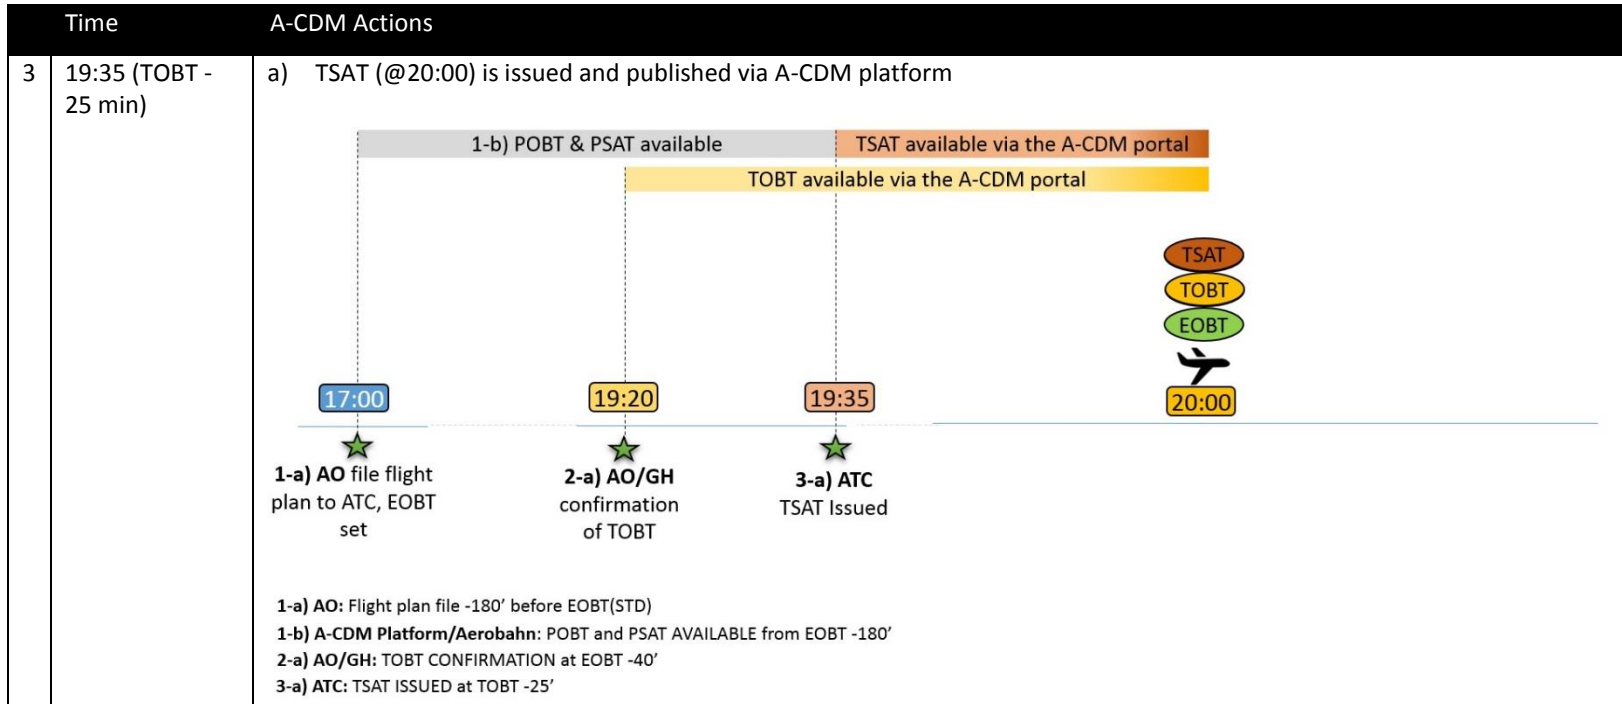 Time A-CDM Actions
3 19:35 (TOBT - a) TSAT (@20:00) is issued and published via A-CDM platform
25 min)
1-b) POBT & PSAT available TSAT available via the A-CDM portal
TOBT available via the A-CDM portal
TSAT
TOBT
EOBT
17:00 19:20 19:35 20:00
1-a) AO file flight
plan to ATC, EOBT
set
2-a) AO/GH
confirmation
of TOBT
3-a) ATC
TSAT Issued
1-a) AO: Flight plan file -180’ before EOBT(STD)
1-b) A-CDM Platform/Aerobahn: POBT and PSAT AVAILABLE from EOBT -180’
2-a) AO/GH: TOBT CONFIRMATION at EOBT -40’
3-a) ATC: TSAT ISSUED at TOBT -25’